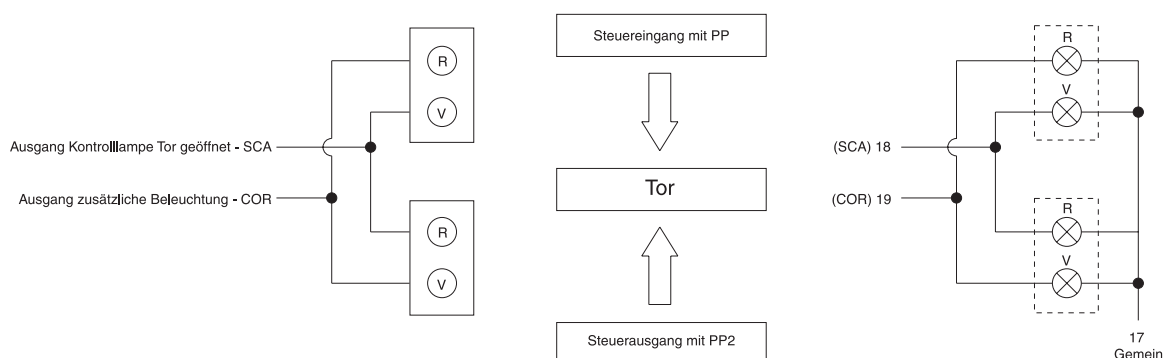 R
V
Ausgang Kontrolllampe Tor geöffnet - SCA
Ausgang zusätzliche Beleuchtung - COR
R
V
Steuereingang mit PP
Tor
Steuerausgang mit PP2
R
V
(SCA) 18
(COR) 19
R
V
17
Gemein